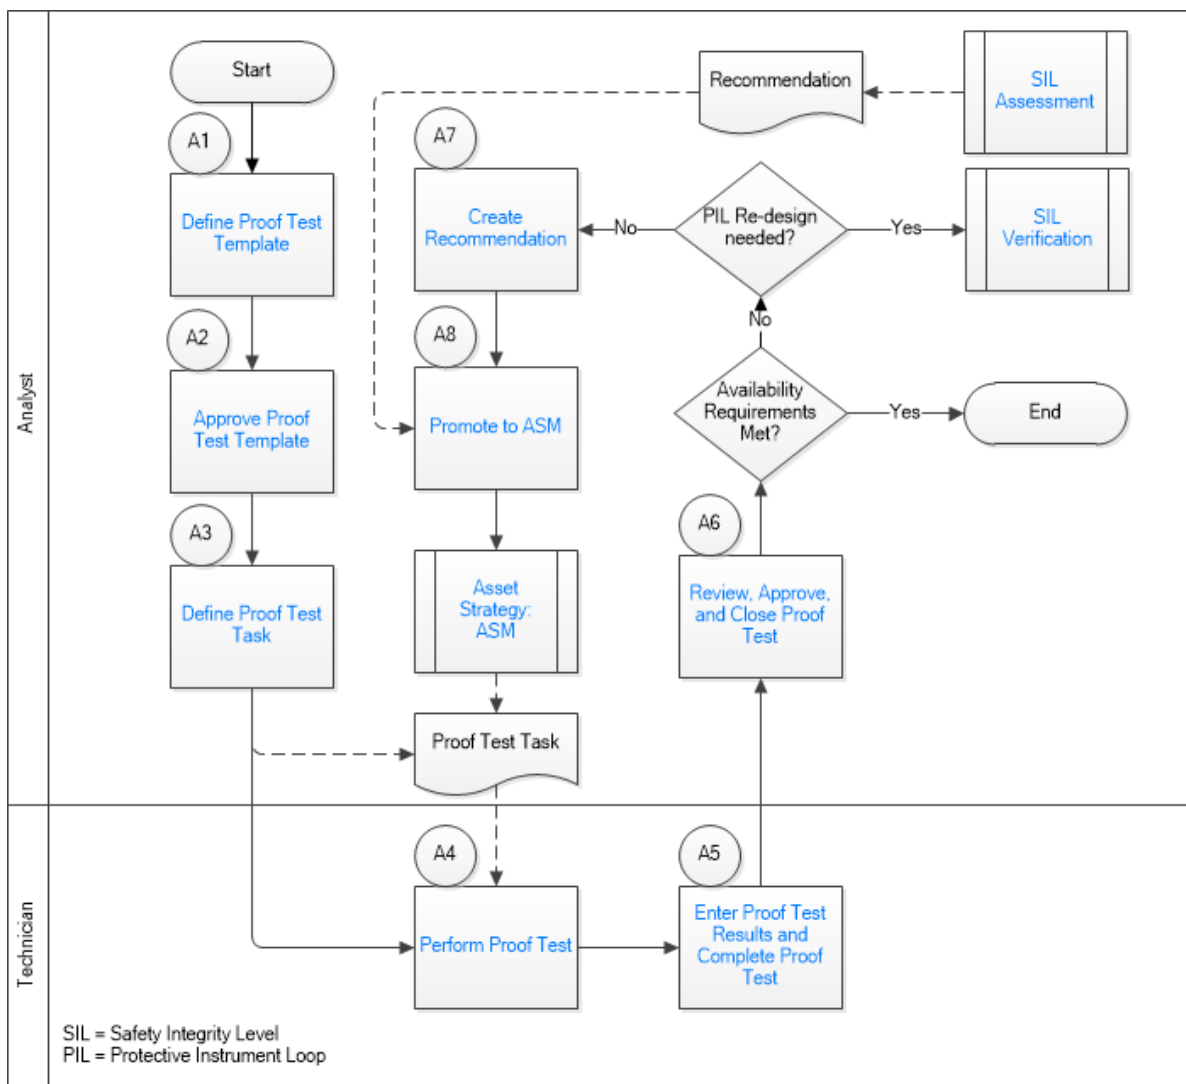 Analyst
Start
A1
Define Proof Test
Template
A2
Approve Proof
Test Template
A3
Define Proof Test
Task
A7
Create
Recommendation
A8
Promote to ASM
Asset
Strategy:
ASM
Proof Test Task
Recommendation
SIL
Assessment
PIL Re-design
needed?
No
Yes
SIL
Verification
No
Availability
Requirements
Met?
Yes
End
A6
Review, Approve,
and Close Proof
Test
Technician
A4
Perform Proof Test
A5
Enter Proof Test
Results and
Complete Proof
Test
SIL = Safety Integrity Level
PIL = Protective Instrument Loop